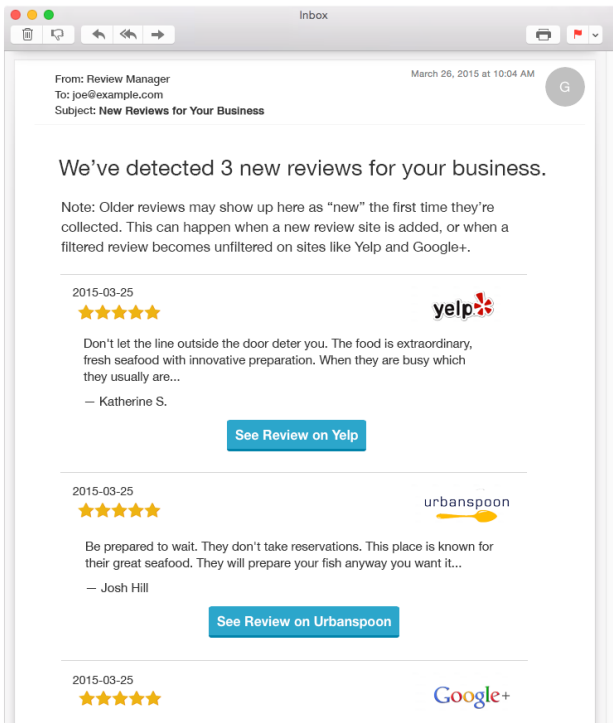 Inbox
From: Review Manager
March 26, 2015 at 10:04 AM
G
To: joe@example.com
Subject: New Reviews for Your Business
We’ve detected 3 new reviews for your business.
Note: Older reviews may show up here as “new” the first time they’re
collected. This can happen when a new review site is added, or when a
filtered review becomes unfiltered on sites like Yelp and Google+.
2015-03-25
yelp
Don't let the line outside the door deter you. The food is extraordinary,
fresh seafood with innovative preparation. When they are busy which
they usually are...
— Katherine S.
See Review on Yelp
2015-03-25
urbanspoon
Be prepared to wait. They don't take reservations. This place is known for
their great seafood. They will prepare your fish anyway you want it...
— Josh Hill
See Review on Urbanspoon
2015-03-25
Google+